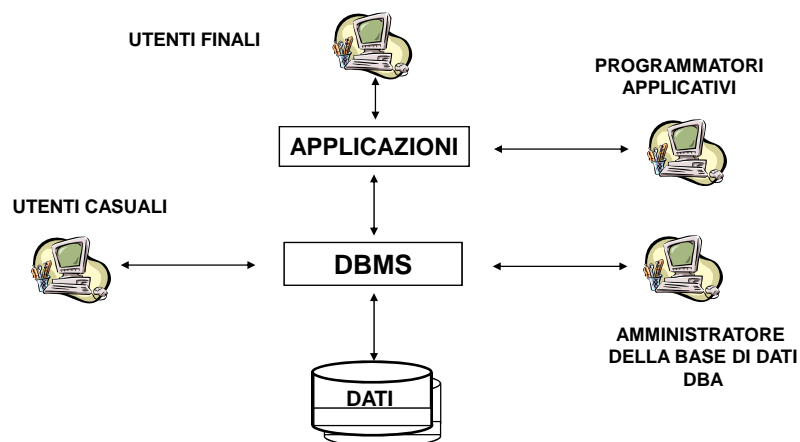 UTENTI FINALI
PROGRAMMATORI
APPLICATIVI
APPLICAZIONI
UTENTI CASUALI
DBMS
AMMINISTRATORE
DELLA BASE DI DATI
DBA
DATI